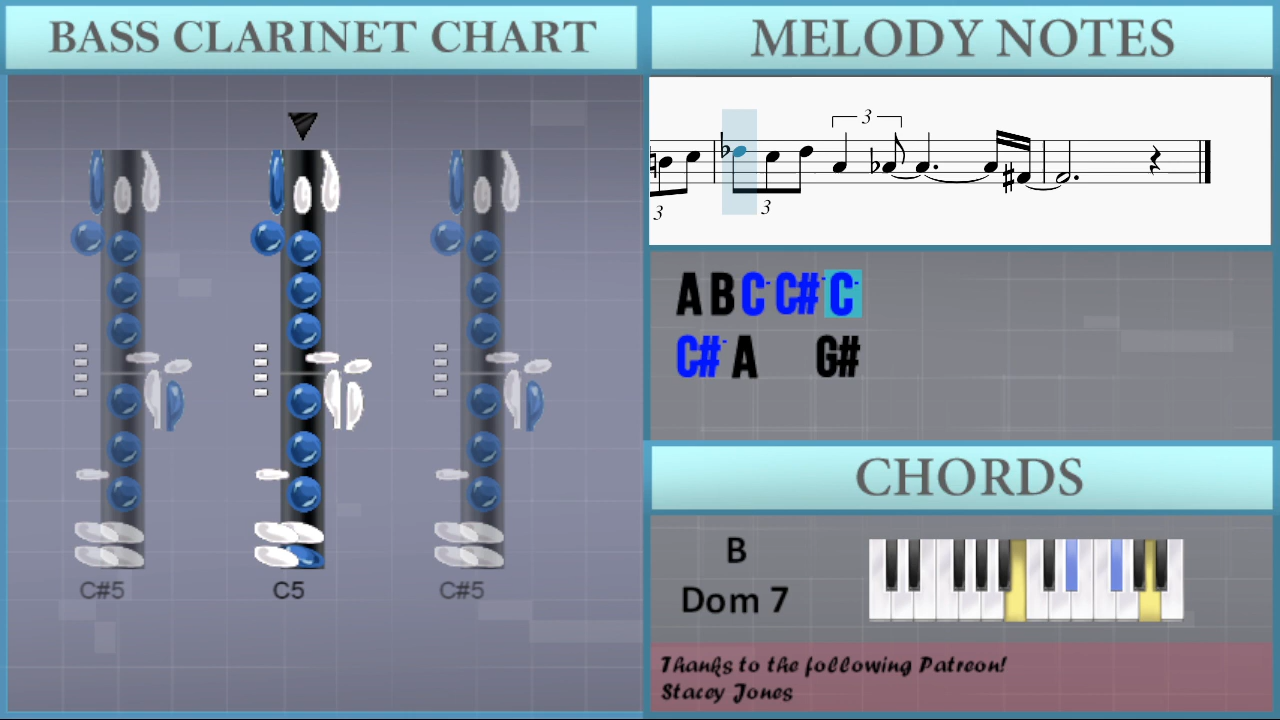 BASS CLARINET CHART
C#5
C5
C#5
MELODY NOTES
3
3
3
A B C C# C
C# A G#
CHORDS
B
Dom 7
Thanks to the following Patreon!
Stacey Jones